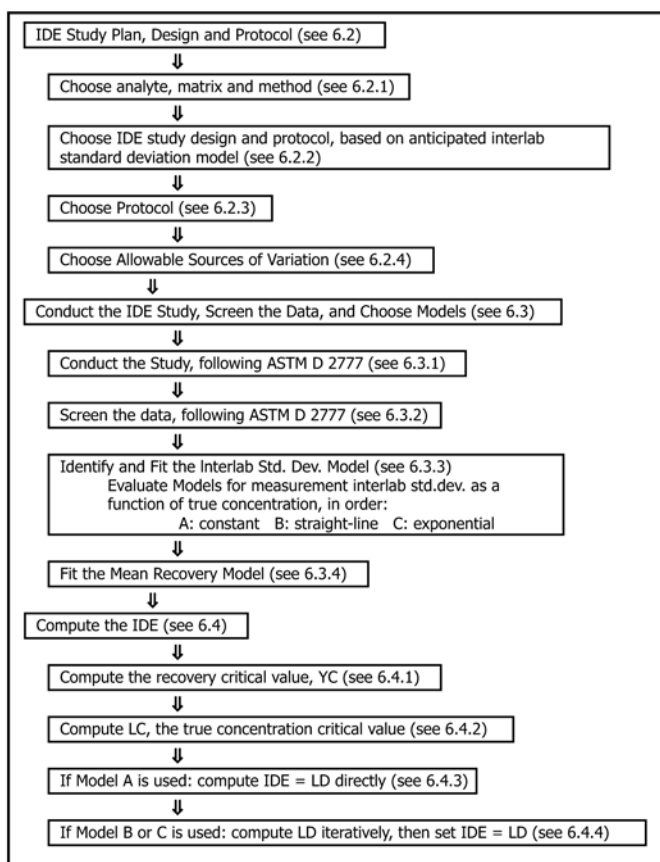 IDE Study Plan, Design and Protocol (see 6.2)
⇓
Choose analyte, matrix and method (see 6.2.1)
⇓
Choose IDE study design and protocol, based on anticipated interlab
standard deviation model (see 6.2.2)
⇓
Choose Protocol (see 6.2.3)
⇓
Choose Allowable Sources of Variation (see 6.2.4)
⇓
Conduct the IDE Study, Screen the Data, and Choose Models (see 6.3)
⇓
Conduct the Study, following ASTM D 2777 (see 6.3.1)
⇓
Screen the data, following ASTM D 2777 (see 6.3.2)
⇓
Identify and Fit the Interlab Std. Dev. Model (see 6.3.3)
Evaluate Models for measurement interlab std.dev. as a
function of true concentration, in order:
A: constant B: straight-line C: exponential
⇓
Fit the Mean Recovery Model (see 6.3.4)
⇓
Compute the IDE (see 6.4)
⇓
Compute the recovery critical value, YC (see 6.4.1)
⇓
Compute LC, the true concentration critical value (see 6.4.2)
⇓
If Model A is used: compute IDE = LD directly (see 6.4.3)
⇓
If Model B or C is used: compute LD iteratively, then set IDE = LD (see 6.4.4)